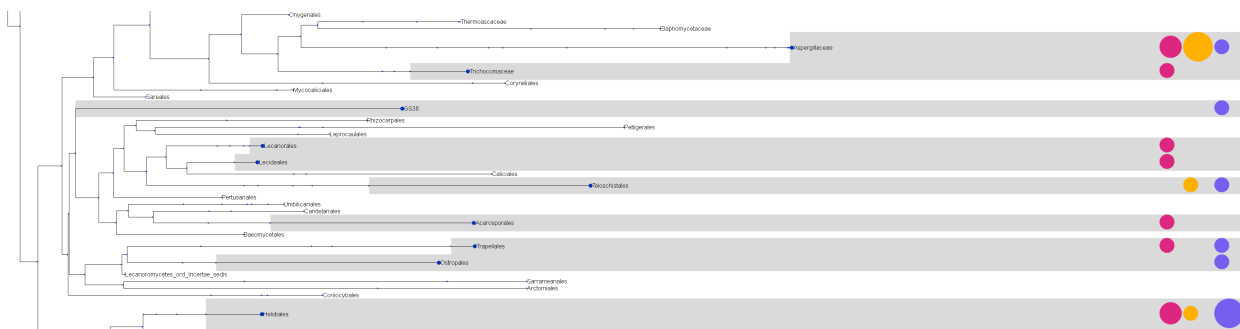 Onygenales
Thermoascaceae
Elaphomycetaceae
Aspergillaceae
Trichocomaceae
Coryneliales
Mycocaliciales
Sareales
GS36
Rhizocarpales
Peltigerales
Leprocaulales
Lecanorales
Lecideales
Caliciales
Teloschistales
Pertusariales
Umbilicariales
Candelariales
Acarosporales
Baeomycetales
Trapeliales
Ostropales
Lecanoromycetes_ord_Incertae_sedis
Sarrameanales
Arctomiales
Coniocybales
Helotiales